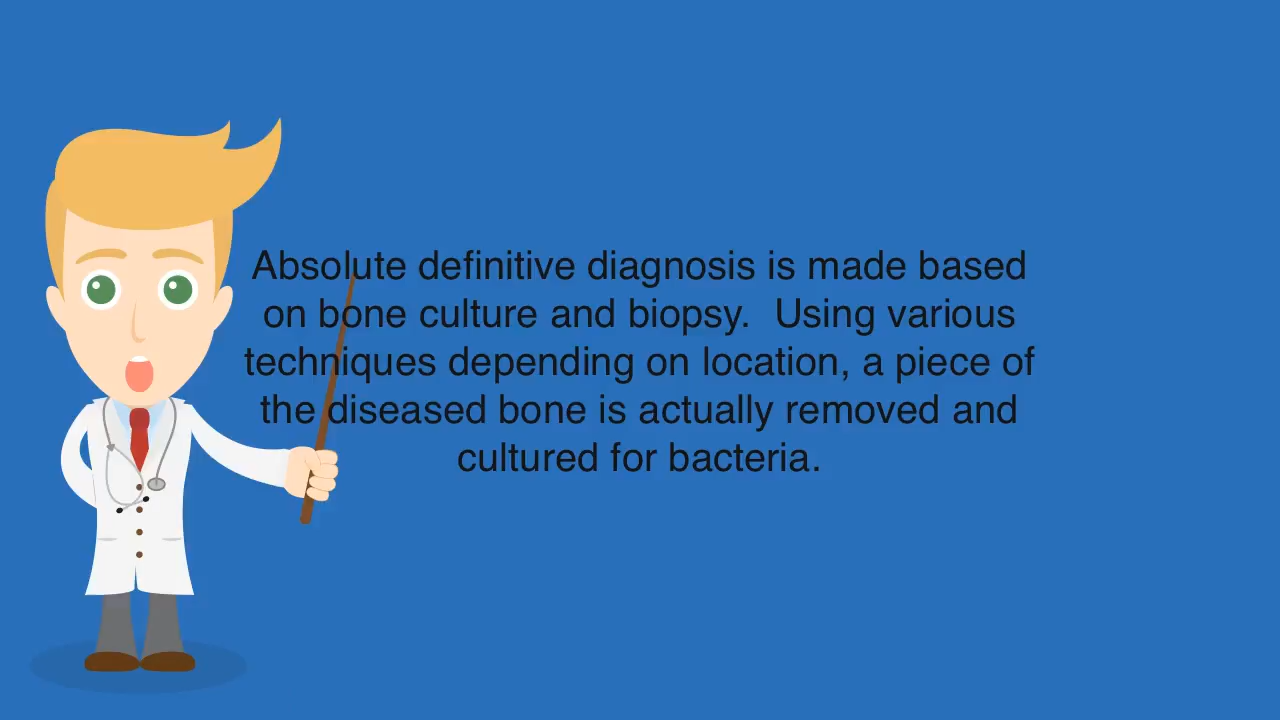 Absolute definitive diagnosis is made based
on bone culture and biopsy.  Using various
techniques depending on location, a piece of
the diseased bone is actually removed and
cultured for bacteria.